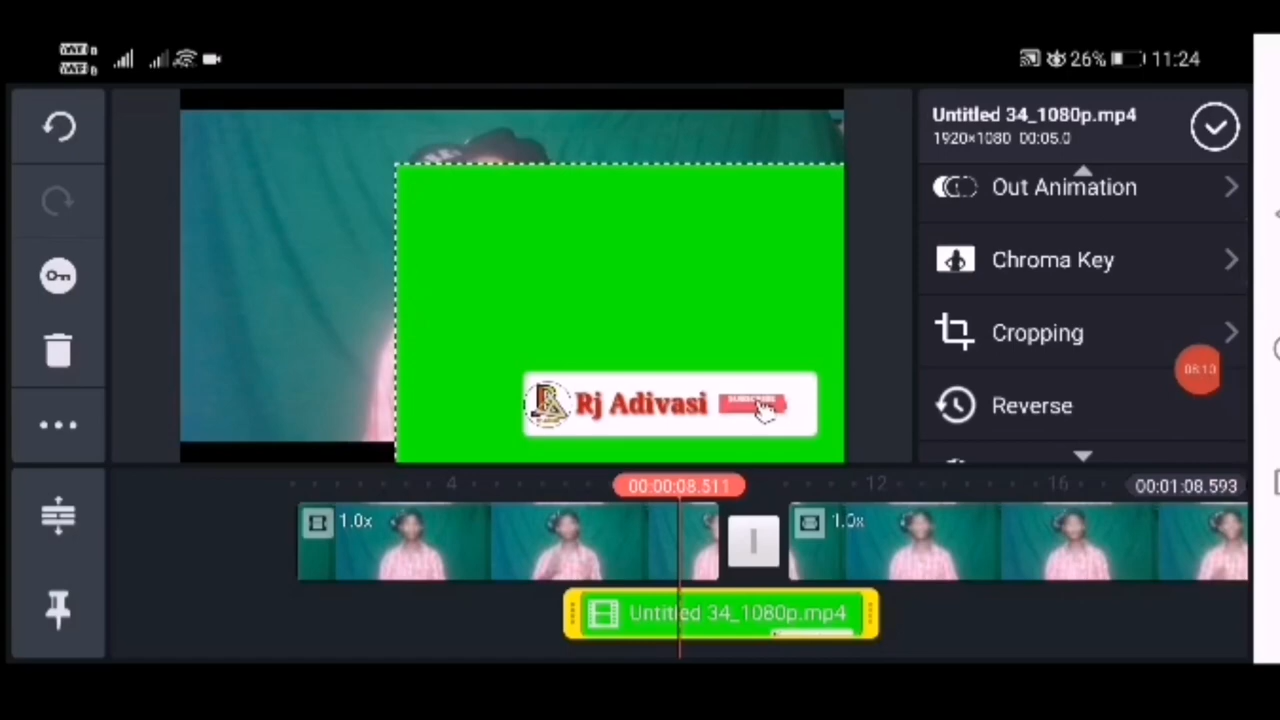 26% 11:24
Untitled 34_1080p.mp4
1920×1080 00:05.0
Out Animation
Chroma Key
Cropping
Reverse
Rj Adivasi SUBSCRIBE
00:00:08.511
4
12
16
00:01:08.593
1.0x
1.0x
Untitled 34_1080p.mp4